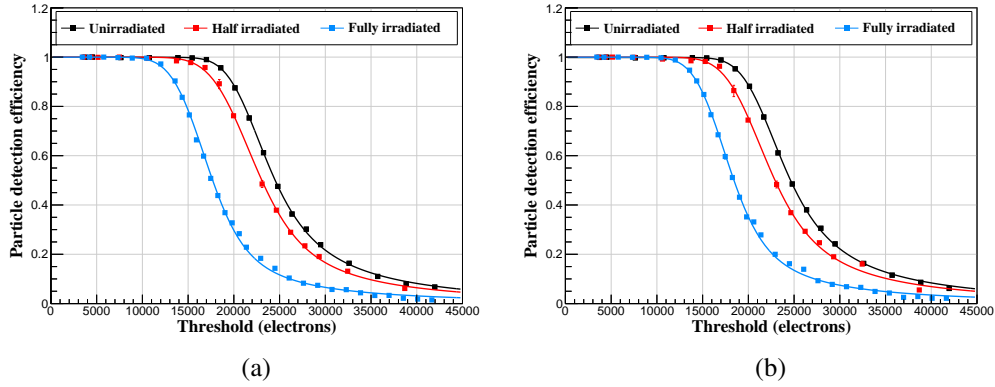 Particle detection efficiency
1.2
1
0.8
0.6
0.4
0.2
0
Unirradiated Half irradiated Fully irradiated
0 5000 10000 15000 20000 25000 30000 35000 40000 45000
Threshold (electrons)
(a)
Particle detection efficiency
1.2
1
0.8
0.6
0.4
0.2
0
Unirradiated Half irradiated Fully irradiated
0 5000 10000 15000 20000 25000 30000 35000 40000 45000
Threshold (electrons)
(b)